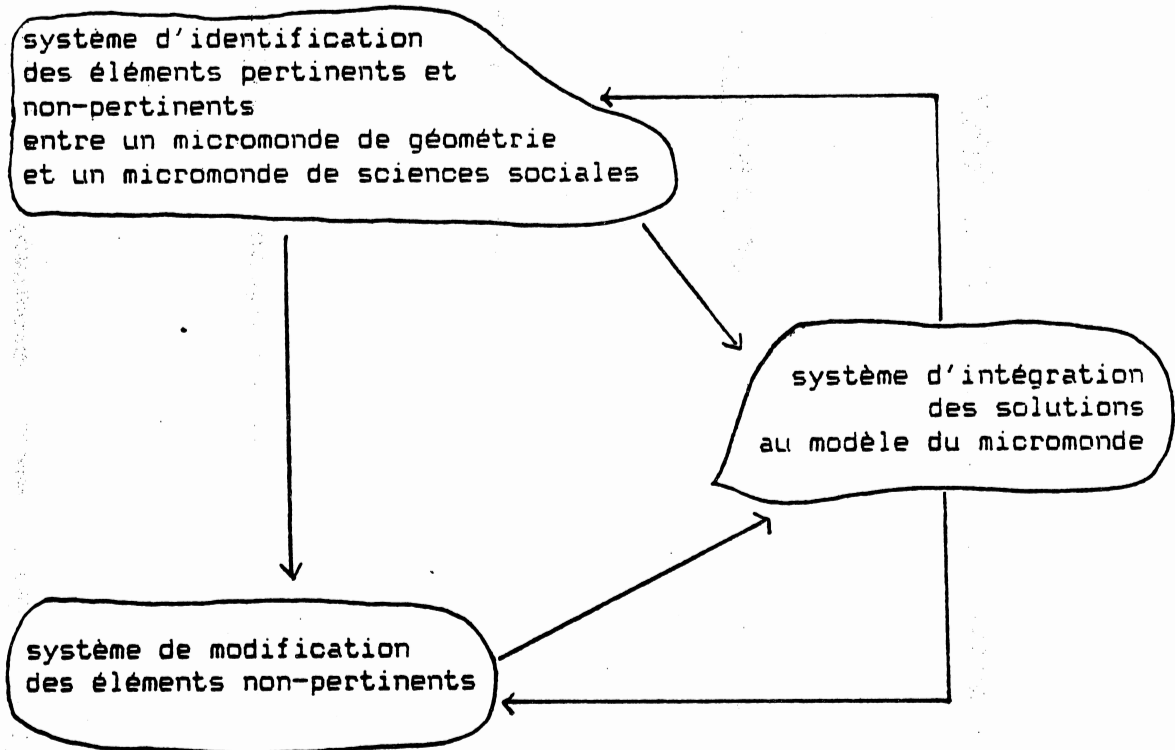 système d'identification
des éléments pertinents et
non-pertinents
entre un micromonde de géométrie
et un micromonde de sciences sociales
système d'intégration
des solutions
au modèle du micromonde
système de modification
des éléments non-pertinents